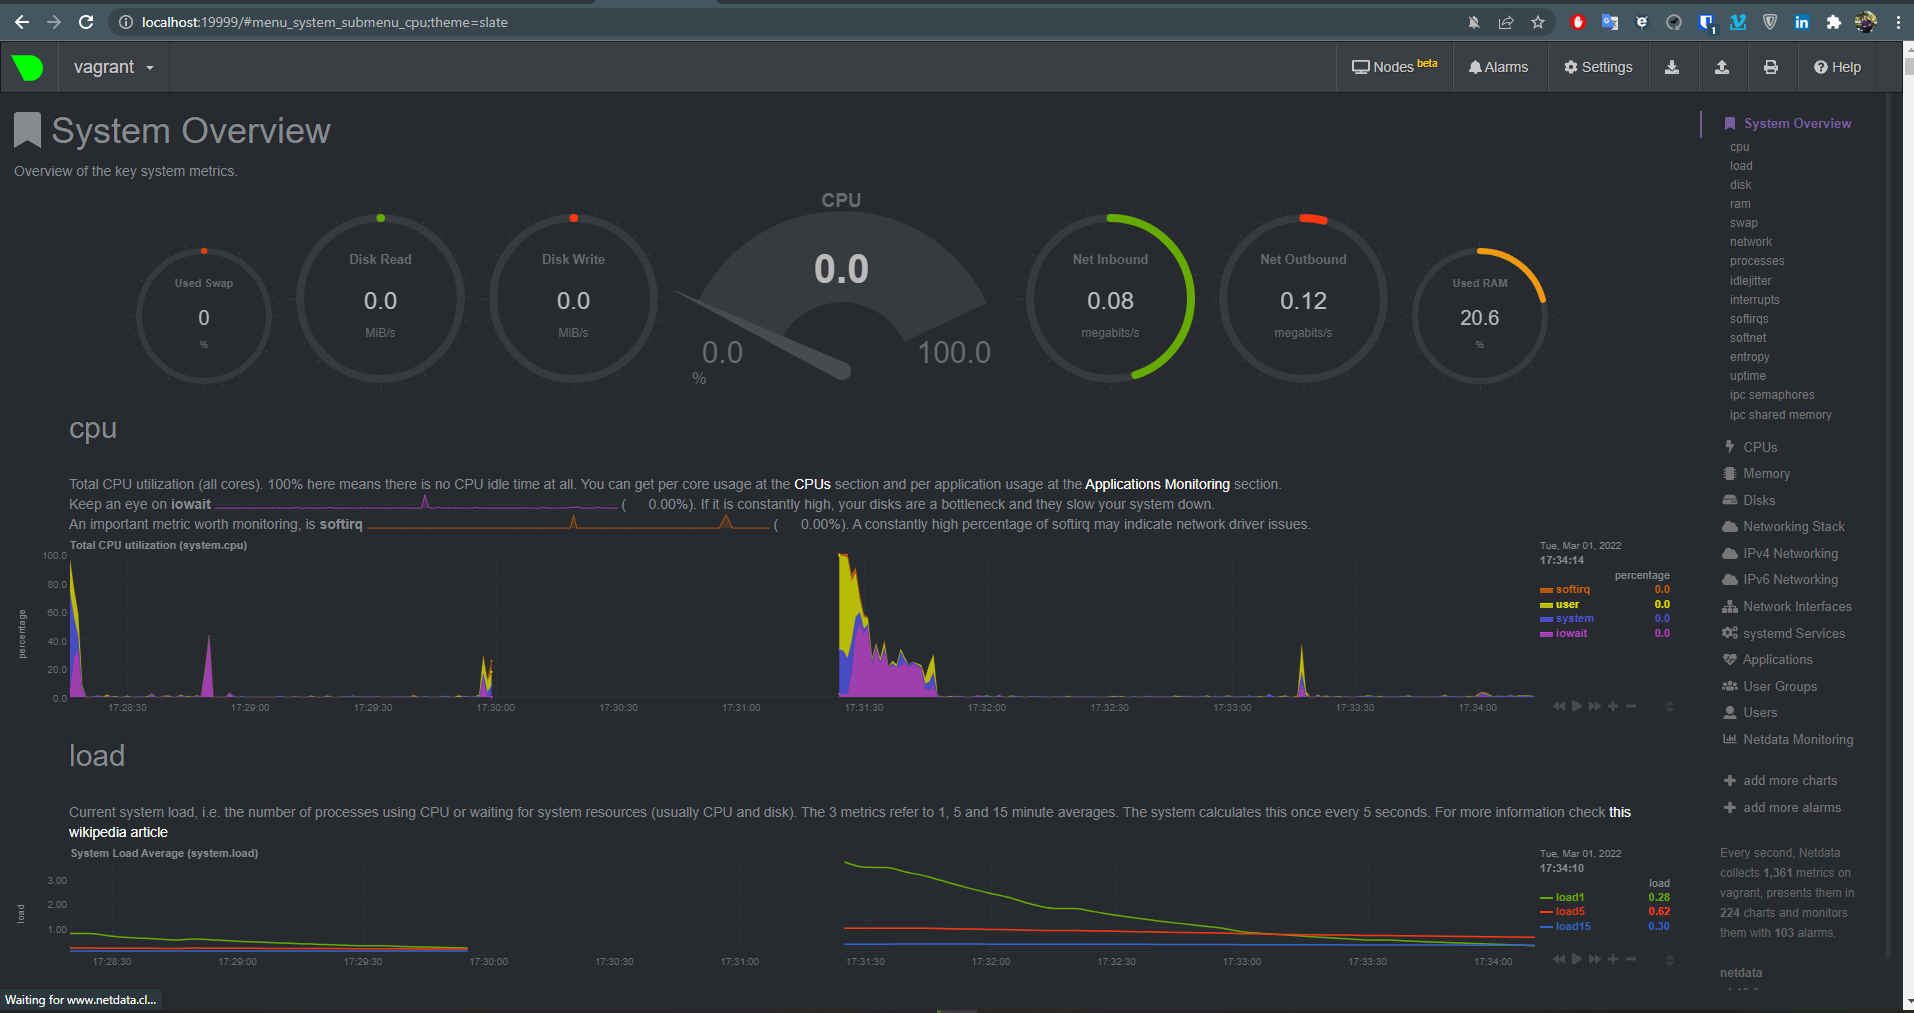 localhost:19999/#menu_system_submenu_cpu;theme=slate
vagrant
Nodes beta
Alarms
Settings
Help
System Overview
Overview of the key system metrics.
Used Swap
0
%
Disk Read
0.0
MiB/s
Disk Write
0.0
MiB/s
CPU
0.0
0.0
100.0
%
Net Inbound
0.08
megabits/s
Net Outbound
0.12
megabits/s
Used RAM
20.6
%
cpu
Total CPU utilization (all cores). 100% here means there is no CPU idle time at all. You can get per core usage at the CPUs section and per application usage at the Applications Monitoring section.
Keep an eye on iowait ( 0.00%). If it is constantly high, your disks are a bottleneck and they slow your system down.
An important metric worth monitoring, is softirq ( 0.00%). A constantly high percentage of softirq may indicate network driver issues.
Total CPU utilization (system.cpu)
percentage
100.0
80.0
60.0
40.0
20.0
0.0
17:28:30 17:29:00 17:29:30 17:30:00 17:30:30 17:31:00 17:31:30 17:32:00 17:32:30 17:33:00 17:33:30 17:34:00
Tue, Mar 01, 2022
17:34:14
percentage
softirq 0.0
user 0.0
system 0.0
iowait 0.0
load
Current system load, i.e. the number of processes using CPU or waiting for system resources (usually CPU and disk). The 3 metrics refer to 1, 5 and 15 minute averages. The system calculates this once every 5 seconds. For more information check this
wikipedia article
System Load Average (system.load)
load
3.00
2.00
1.00
17:28:30 17:29:00 17:29:30 17:30:00 17:30:30 17:31:00 17:31:30 17:32:00 17:32:30 17:33:00 17:33:30 17:34:00
Tue, Mar 01, 2022
17:34:10
load
load1 0.28
load5 0.62
load15 0.30
System Overview
cpu
load
disk
ram
swap
network
processes
idlejitter
interrupts
softirqs
softnet
entropy
uptime
ipc semaphores
ipc shared memory
CPUs
Memory
Disks
Networking Stack
IPv4 Networking
IPv6 Networking
Network Interfaces
systemd Services
Applications
User Groups
Users
Netdata Monitoring
add more charts
add more alarms
Every second, Netdata
collects 1,361 metrics on
vagrant, presents them in
224 charts and monitors
them with 103 alarms.
netdata
Waiting for www.netdata.cl...